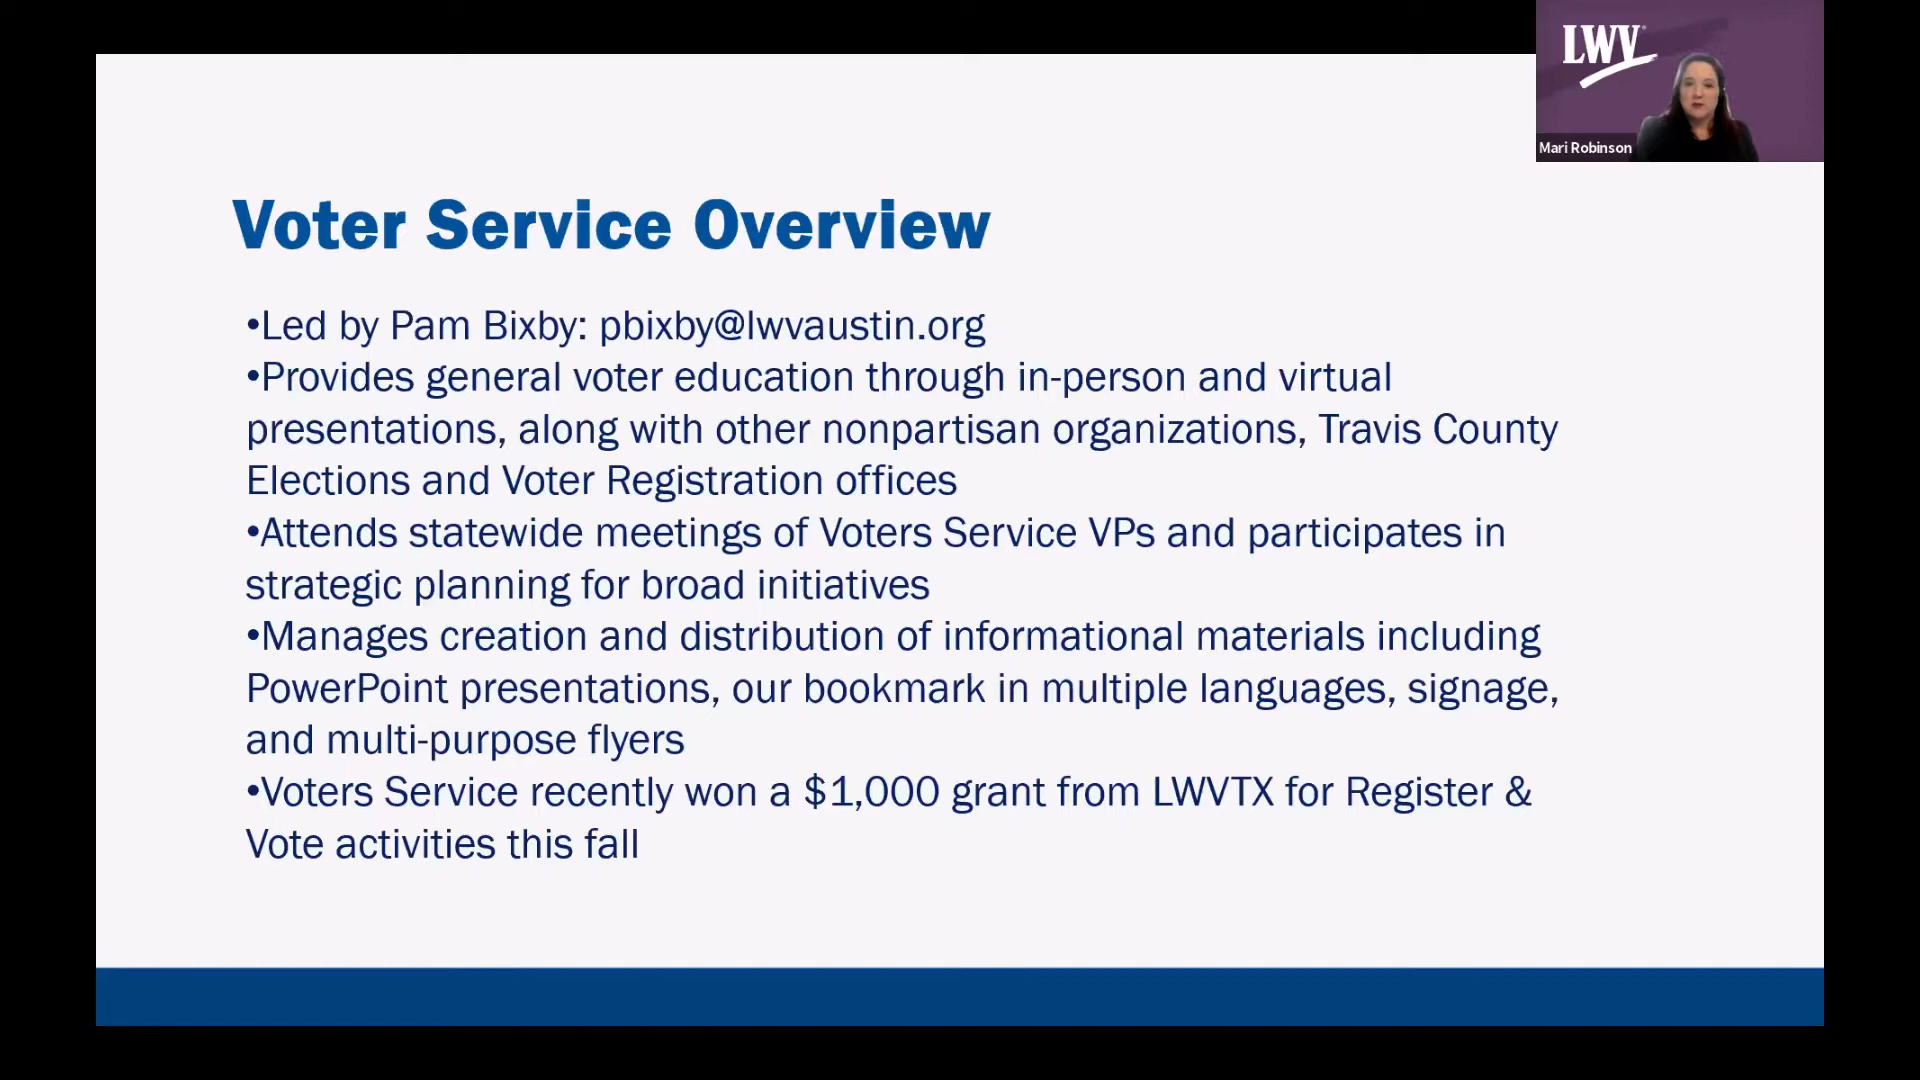 LWV
Mari Robinson
Voter Service Overview
•Led by Pam Bixby: pbixby@lwvaustin.org
•Provides general voter education through in-person and virtual
presentations, along with other nonpartisan organizations, Travis County
Elections and Voter Registration offices
•Attends statewide meetings of Voters Service VPs and participates in
strategic planning for broad initiatives
•Manages creation and distribution of informational materials including
PowerPoint presentations, our bookmark in multiple languages, signage,
and multi-purpose flyers
•Voters Service recently won a $1,000 grant from LWVTX for Register &
Vote activities this fall